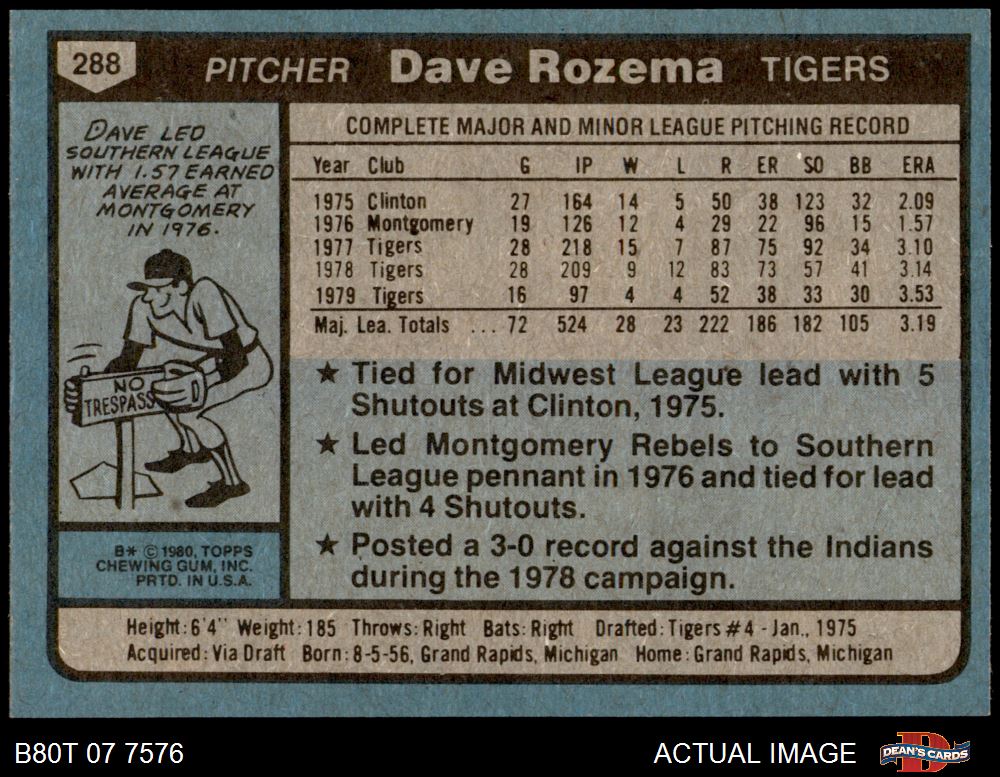 288 PITCHER Dave Rozema TIGERS
DAVE LED
SOUTHERN LEAGUE
WITH 1.57 EARNED
AVERAGE AT
MONTGOMERY
IN 1976.
NO
TRESPASS
B* © 1980, TOPPS
CHEWING GUM, INC.
PRTD. IN U.S.A.
COMPLETE MAJOR AND MINOR LEAGUE PITCHING RECORD
Year Club G IP W L R ER SO BB ERA
1975 Clinton 27 164 14 5 50 38 123 32 2.09
1976 Montgomery 19 126 12 4 29 22 96 15 1.57
1977 Tigers 28 218 15 7 87 75 92 34 3.10
1978 Tigers 28 209 9 12 83 73 57 41 3.14
1979 Tigers 16 97 4 4 52 38 33 30 3.53
Maj. Lea. Totals ... 72 524 28 23 222 186 182 105 3.19
★ Tied for Midwest League lead with 5
Shutouts at Clinton, 1975.
★ Led Montgomery Rebels to Southern
League pennant in 1976 and tied for lead
with 4 Shutouts.
★ Posted a 3-0 record against the Indians
during the 1978 campaign.
Height: 6'4" Weight: 185 Throws: Right Bats: Right Drafted: Tigers #4 - Jan., 1975
Acquired: Via Draft Born: 8-5-56, Grand Rapids, Michigan Home: Grand Rapids, Michigan
B80T 07 7576 ACTUAL IMAGE DEAN'S CARDS